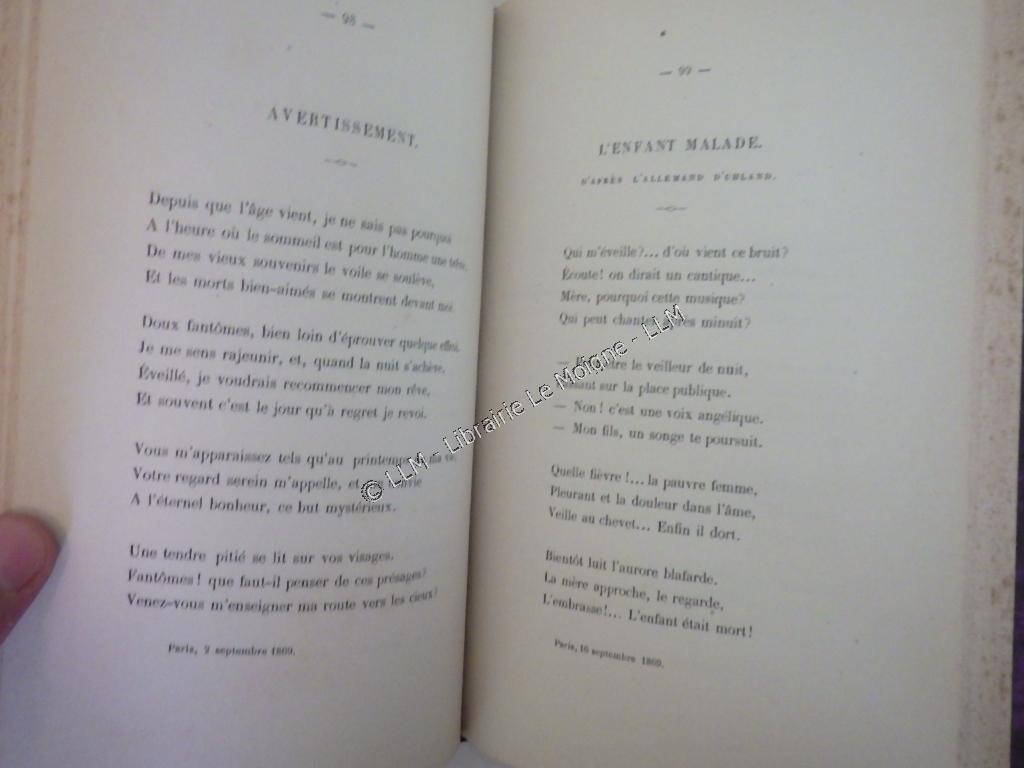 — 98 —
AVERTISSEMENT.
Depuis que l'âge vient, je ne sais pas pourquoi
A l'heure où le sommeil est pour l'homme une trêve,
De mes vieux souvenirs le voile se soulève,
Et les morts bien-aimés se montrent devant moi.
Doux fantômes, bien loin d'éprouver quelque effroi,
Je me sens rajeunir, et, quand la nuit s'achève,
Éveillé, je voudrais recommencer mon rêve,
Et souvent c'est le jour qu'à regret je revoi.
Vous m'apparaissez tels qu'au printemps ma vie.
Votre regard serein m'appelle, et
A l'éternel bonheur, ce but mystérieux.
Une tendre pitié se lit sur vos visages.
Fantômes! que faut-il penser de ces présages?
Venez-vous m'enseigner ma route vers les cieux?
Paris, 2 septembre 1869.
— 99 —
L'ENFANT MALADE.
D'APRÈS L'ALLEMAND D'UHLAND.
Qui m'éveille?... d'où vient ce bruit?
Écoute! on dirait un cantique...
Mère, pourquoi cette musique?
Qui peut chanter minuit?
— le veilleur de nuit,
sur la place publique.
— Non! c'est une voix angélique.
— Mon fils, un songe te poursuit.
Quelle fièvre!... la pauvre femme,
Pleurant et la douleur dans l'âme,
Veille au chevet... Enfin il dort.
Bientôt luit l'aurore blafarde.
La mère approche, le regarde,
L'embrasse!... L'enfant était mort!
Paris, 16 septembre 1869.
© LLM - Librairie Le Moigne - LLM